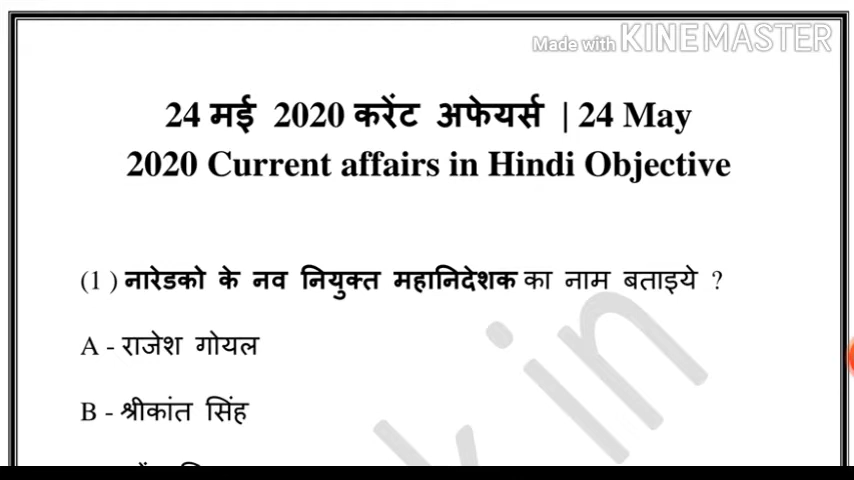 Made with KINEMASTER
24 मई 2020 करेंट अफेयर्स | 24 May
2020 Current affairs in Hindi Objective
(1 ) नारेडको के नव नियुक्त महानिदेशक का नाम बताइये ?
A - राजेश गोयल
B - श्रीकांत सिंह
k in